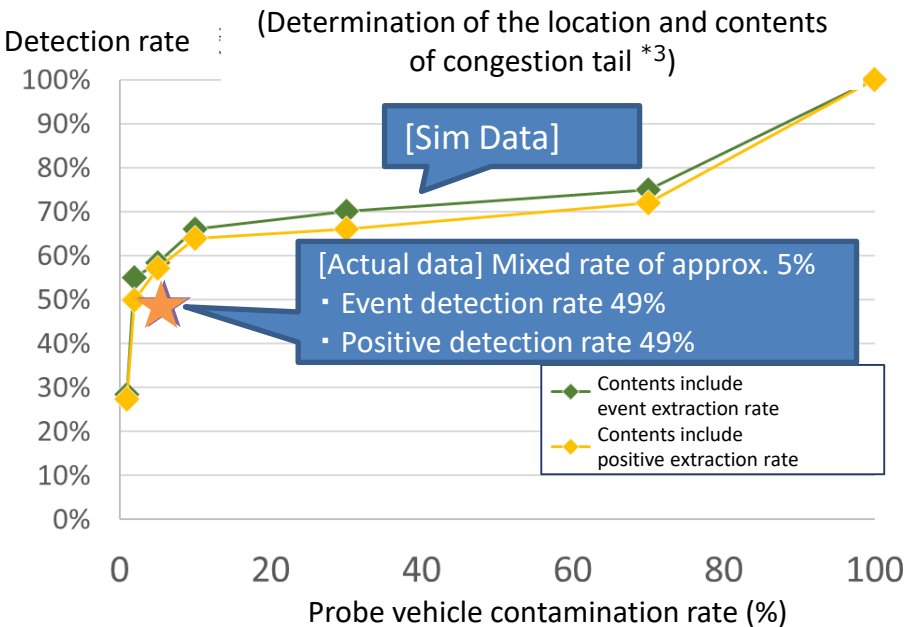 Detection rate
(Determination of the location and contents
of congestion tail *3)
100%
90%
80%
70%
60%
50%
40%
30%
20%
10%
0%
[Sim Data]
[Actual data] Mixed rate of approx. 5%
・Event detection rate 49%
・Positive detection rate 49%
Contents include
event extraction rate
Contents include
positive extraction rate
0 20 40 60 80 100
Probe vehicle contamination rate (%)